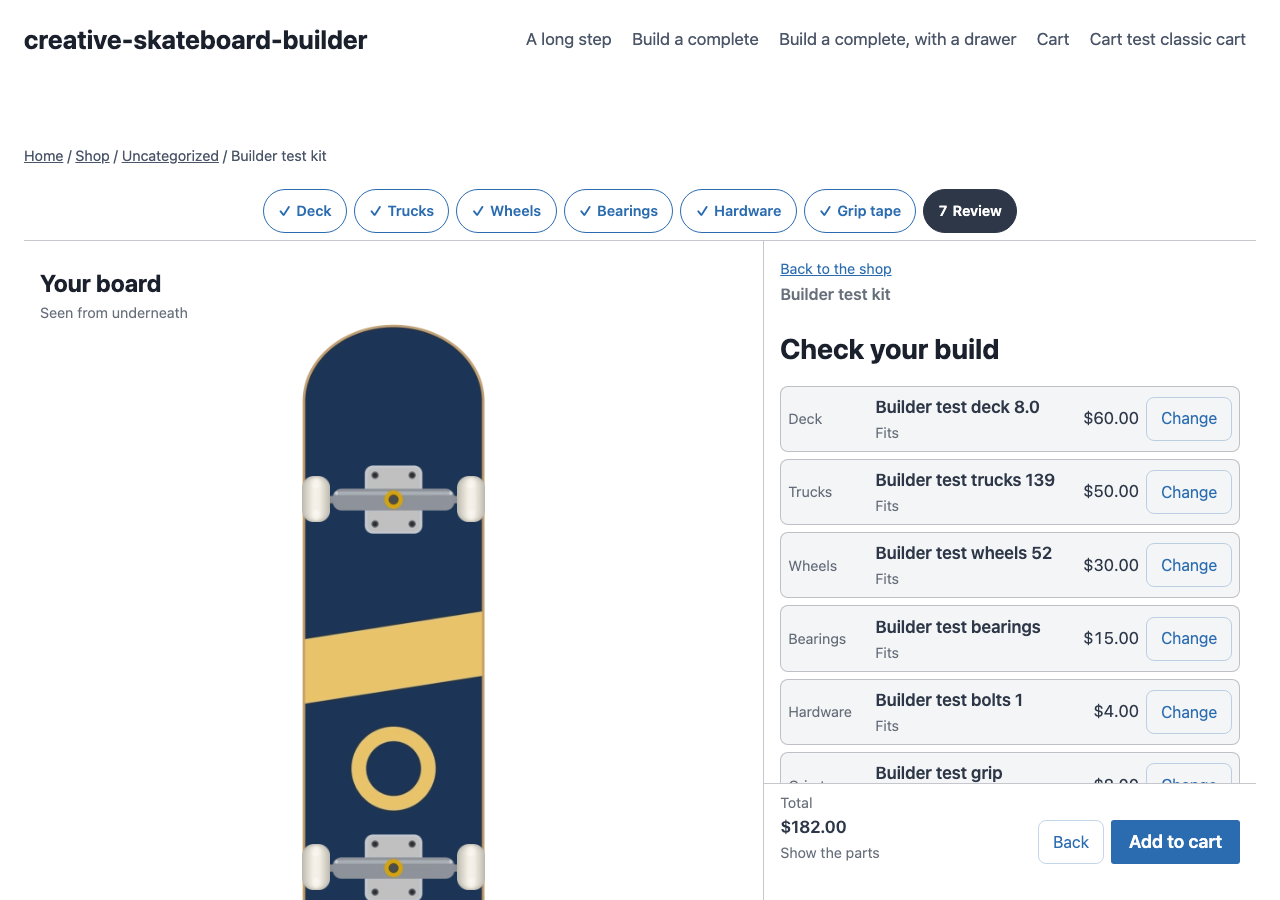 creative-skateboard-builder
A long step
Build a complete
Build a complete, with a drawer
Cart
Cart test classic cart
Home / Shop / Uncategorized / Builder test kit
✓ Deck
✓ Trucks
✓ Wheels
✓ Bearings
✓ Hardware
✓ Grip tape
7 Review
Your board
Seen from underneath
Back to the shop
Builder test kit
Check your build
Deck
Builder test deck 8.0
Fits
$60.00
Change
Trucks
Builder test trucks 139
Fits
$50.00
Change
Wheels
Builder test wheels 52
Fits
$30.00
Change
Bearings
Builder test bearings
Fits
$15.00
Change
Hardware
Builder test bolts 1
Fits
$4.00
Change
Builder test grip
Change
Total
$182.00
Show the parts
Back
Add to cart